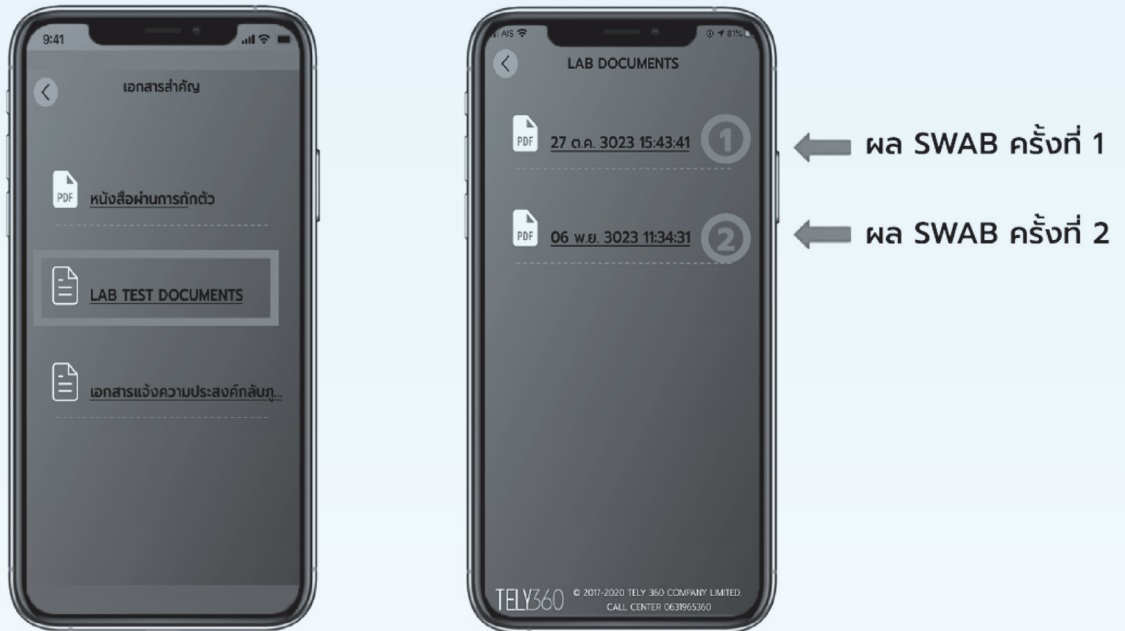 9:41
เอกสารสำคัญ
PDF
หนังสือผ่านการกักตัว
LAB TEST DOCUMENTS
เอกสารแจ้งความประสงค์กลับภู...
AIS
81%
LAB DOCUMENTS
PDF
27 ต.ค. 3023 15:43:41
1
ผล SWAB ครั้งที่ 1
PDF
06 พ.ย. 3023 11:34:31
2
ผล SWAB ครั้งที่ 2
TELY360
© 2017-2020 TELY 360 COMPANY LIMITED
CALL CENTER 0631965360